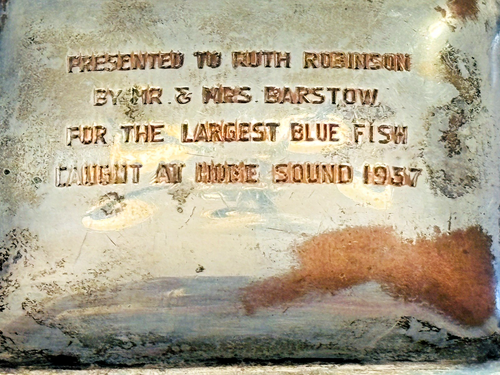 PRESENTED TO RUTH ROBINSON
BY MR. & MRS. BARSTOW
FOR THE LARGEST BLUE FISH
CAUGHT AT HOBE SOUND 1937